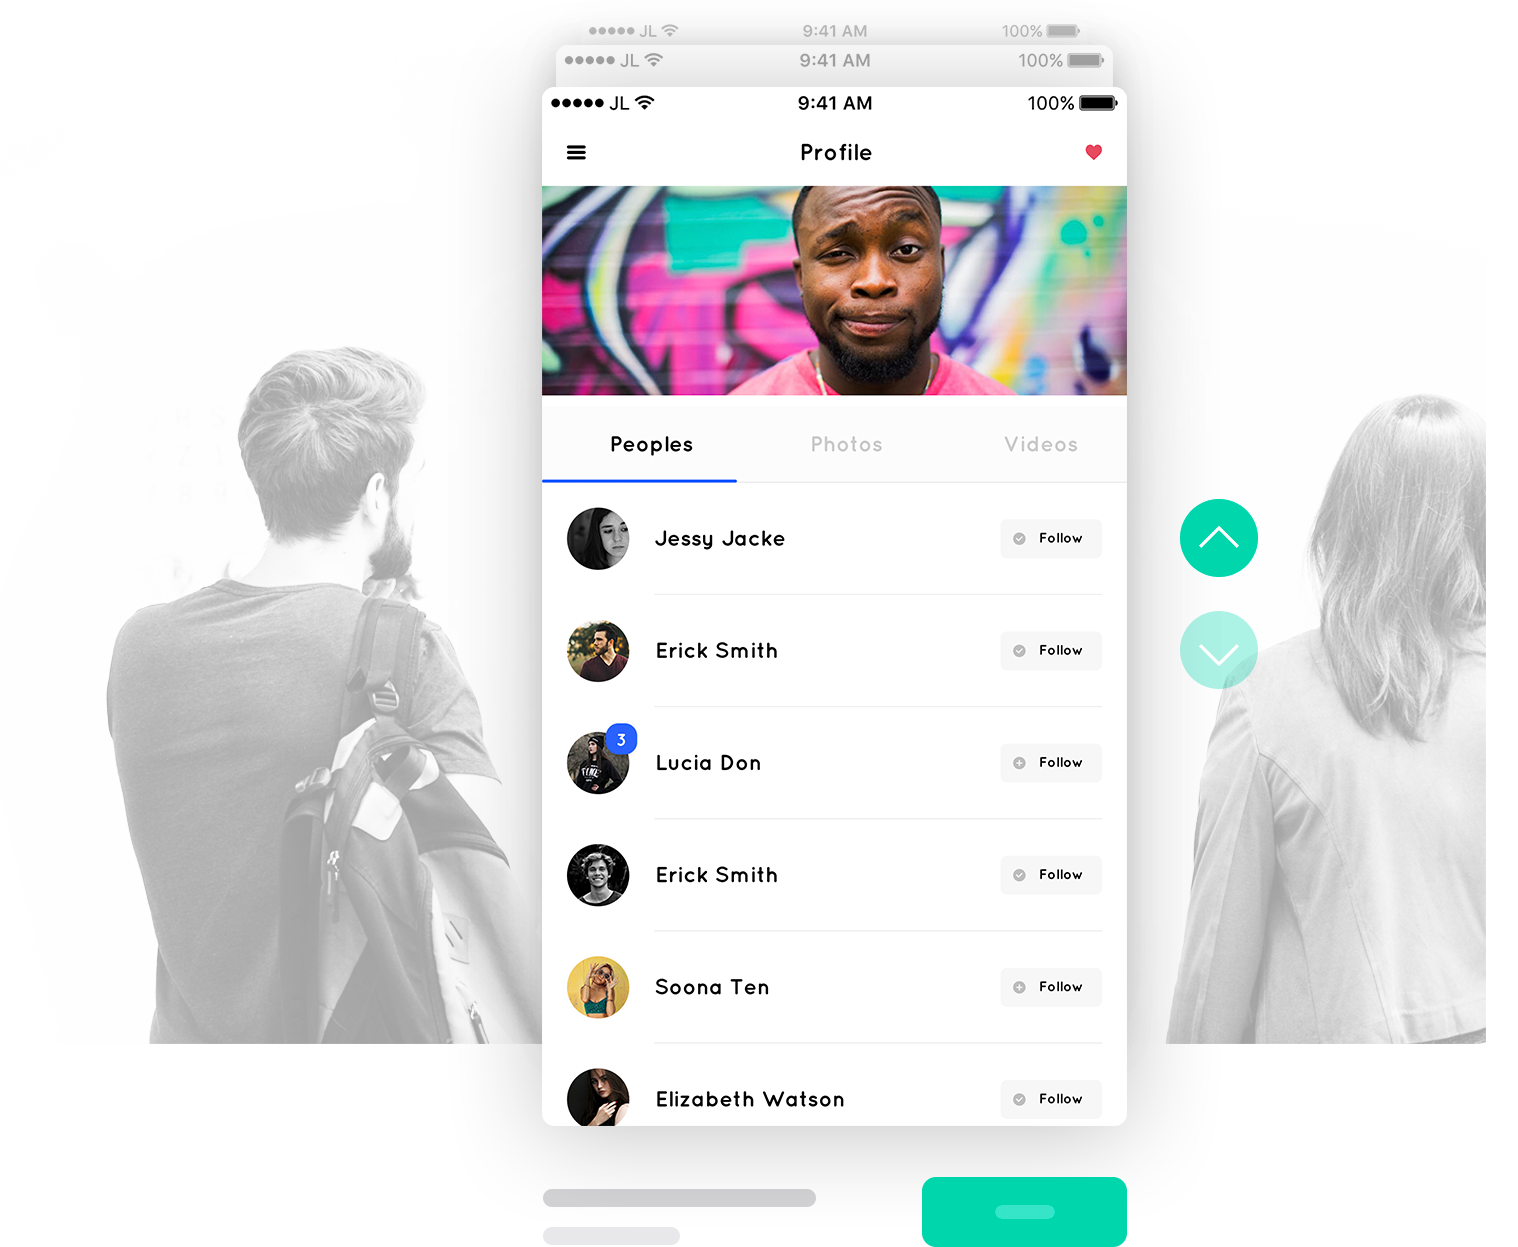 JL 9:41 AM 100%
JL 9:41 AM 100%
JL 9:41 AM 100%
Profile
Peoples Photos Videos
Jessy Jacke Follow
Erick Smith Follow
3
Lucia Don Follow
Erick Smith Follow
Soona Ten Follow
Elizabeth Watson Follow